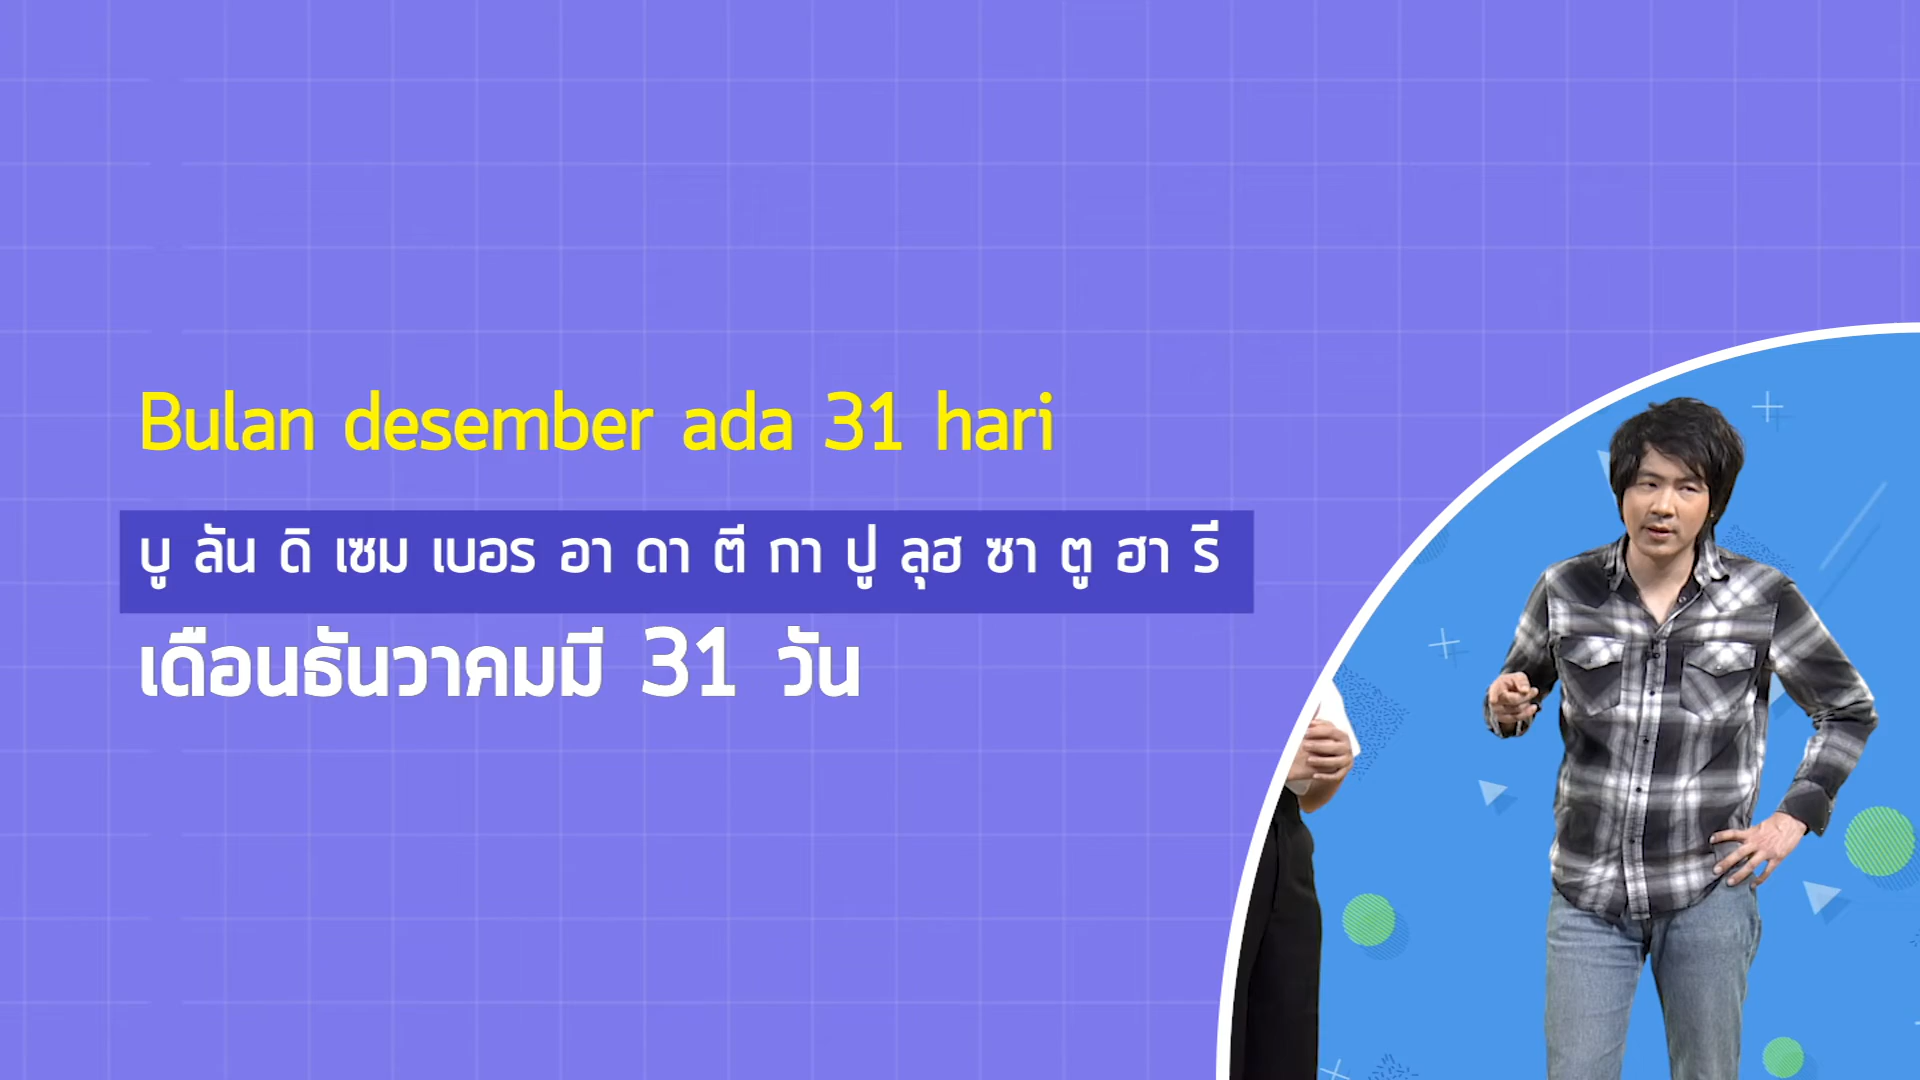 Bulan desember ada 31 hari
บู ลัน ดิ เซม เบอร อา ดา ตี กา ปู ลุฮ ซา ตู ฮา รี
เดือนธันวาคมมี 31 วัน